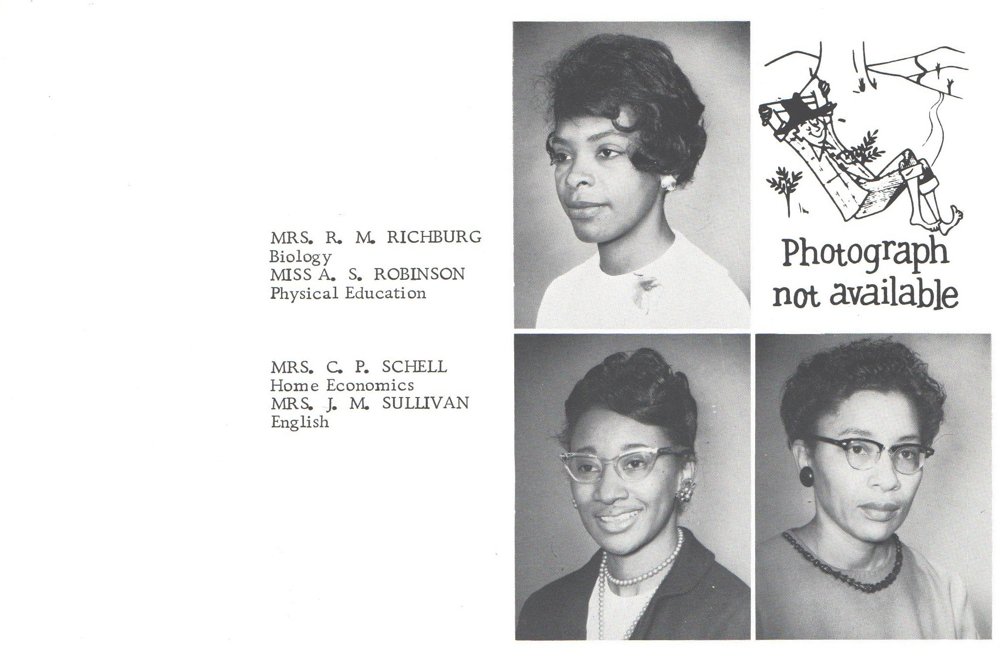 MRS. R. M. RICHBURG
Biology
MISS A. S. ROBINSON
Physical Education
MRS. C. P. SCHELL
Home Economics
MRS. J. M. SULLIVAN
English
Photograph
not available